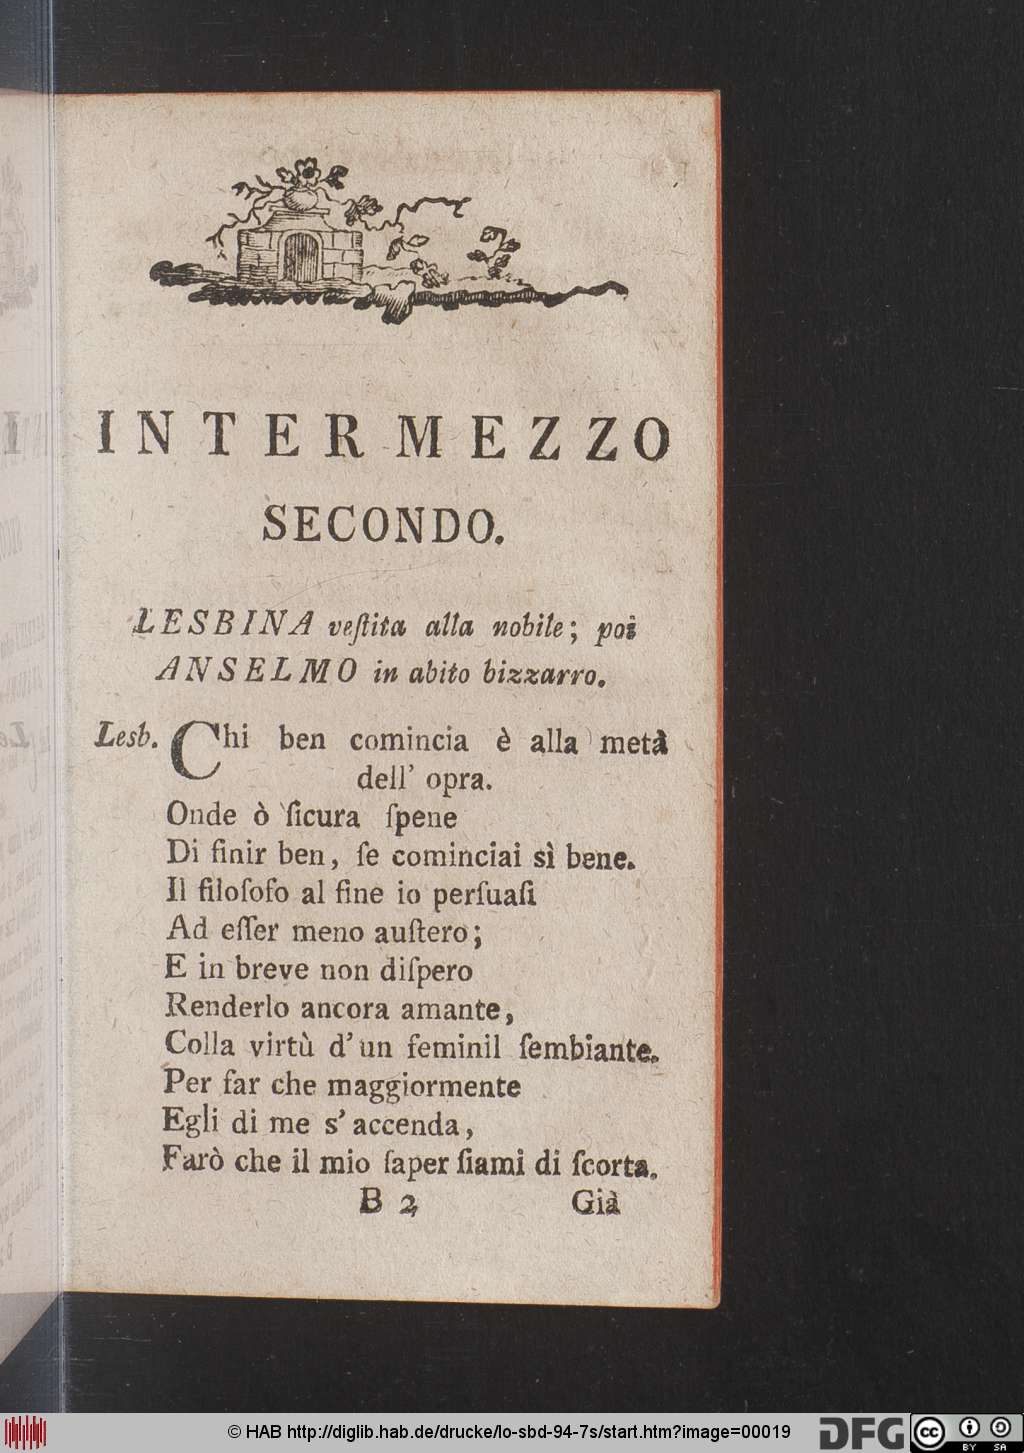 INTERMEZZO
SECONDO.
LESBINA veſtita alla nobile; poi
ANSELMO in abito bizzarro.
Lesb. Chi ben comincia è alla metà
dell' opra.
Onde ò ſicura ſpene
Di finir ben, ſe cominciai sì bene.
Il filoſofo al fine io perſuaſi
Ad eſſer meno auſtero;
E in breve non diſpero
Renderlo ancora amante,
Colla virtù d' un feminil ſembiante.
Per far che maggiormente
Egli di me s' accenda,
Farò che il mio ſaper ſiami di ſcorta.
B 2 Già
© HAB http://diglib.hab.de/drucke/lo-sbd-94-7s/start.htm?image=00019
DFG cc BY SA